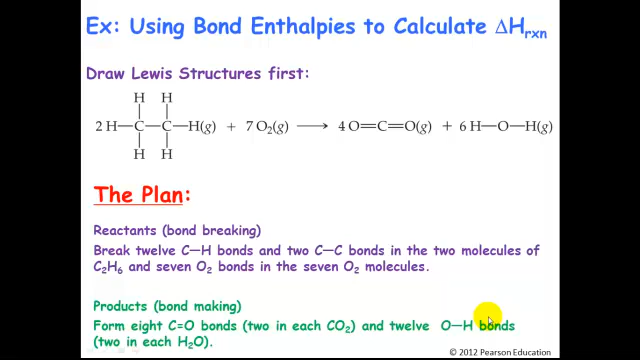 Ex: Using Bond Enthalpies to Calculate ΔHrxn
Draw Lewis Structures first:
H H
2 H—C—C—H(g) + 7 O₂(g) ⟶ 4 O=C=O(g) + 6 H—O—H(g)
H H
The Plan:
Reactants (bond breaking)
Break twelve C—H bonds and two C—C bonds in the two molecules of
C₂H₆ and seven O₂ bonds in the seven O₂ molecules.
Products (bond making)
Form eight C=O bonds (two in each CO₂) and twelve O—H bonds
(two in each H₂O).
© 2012 Pearson Education